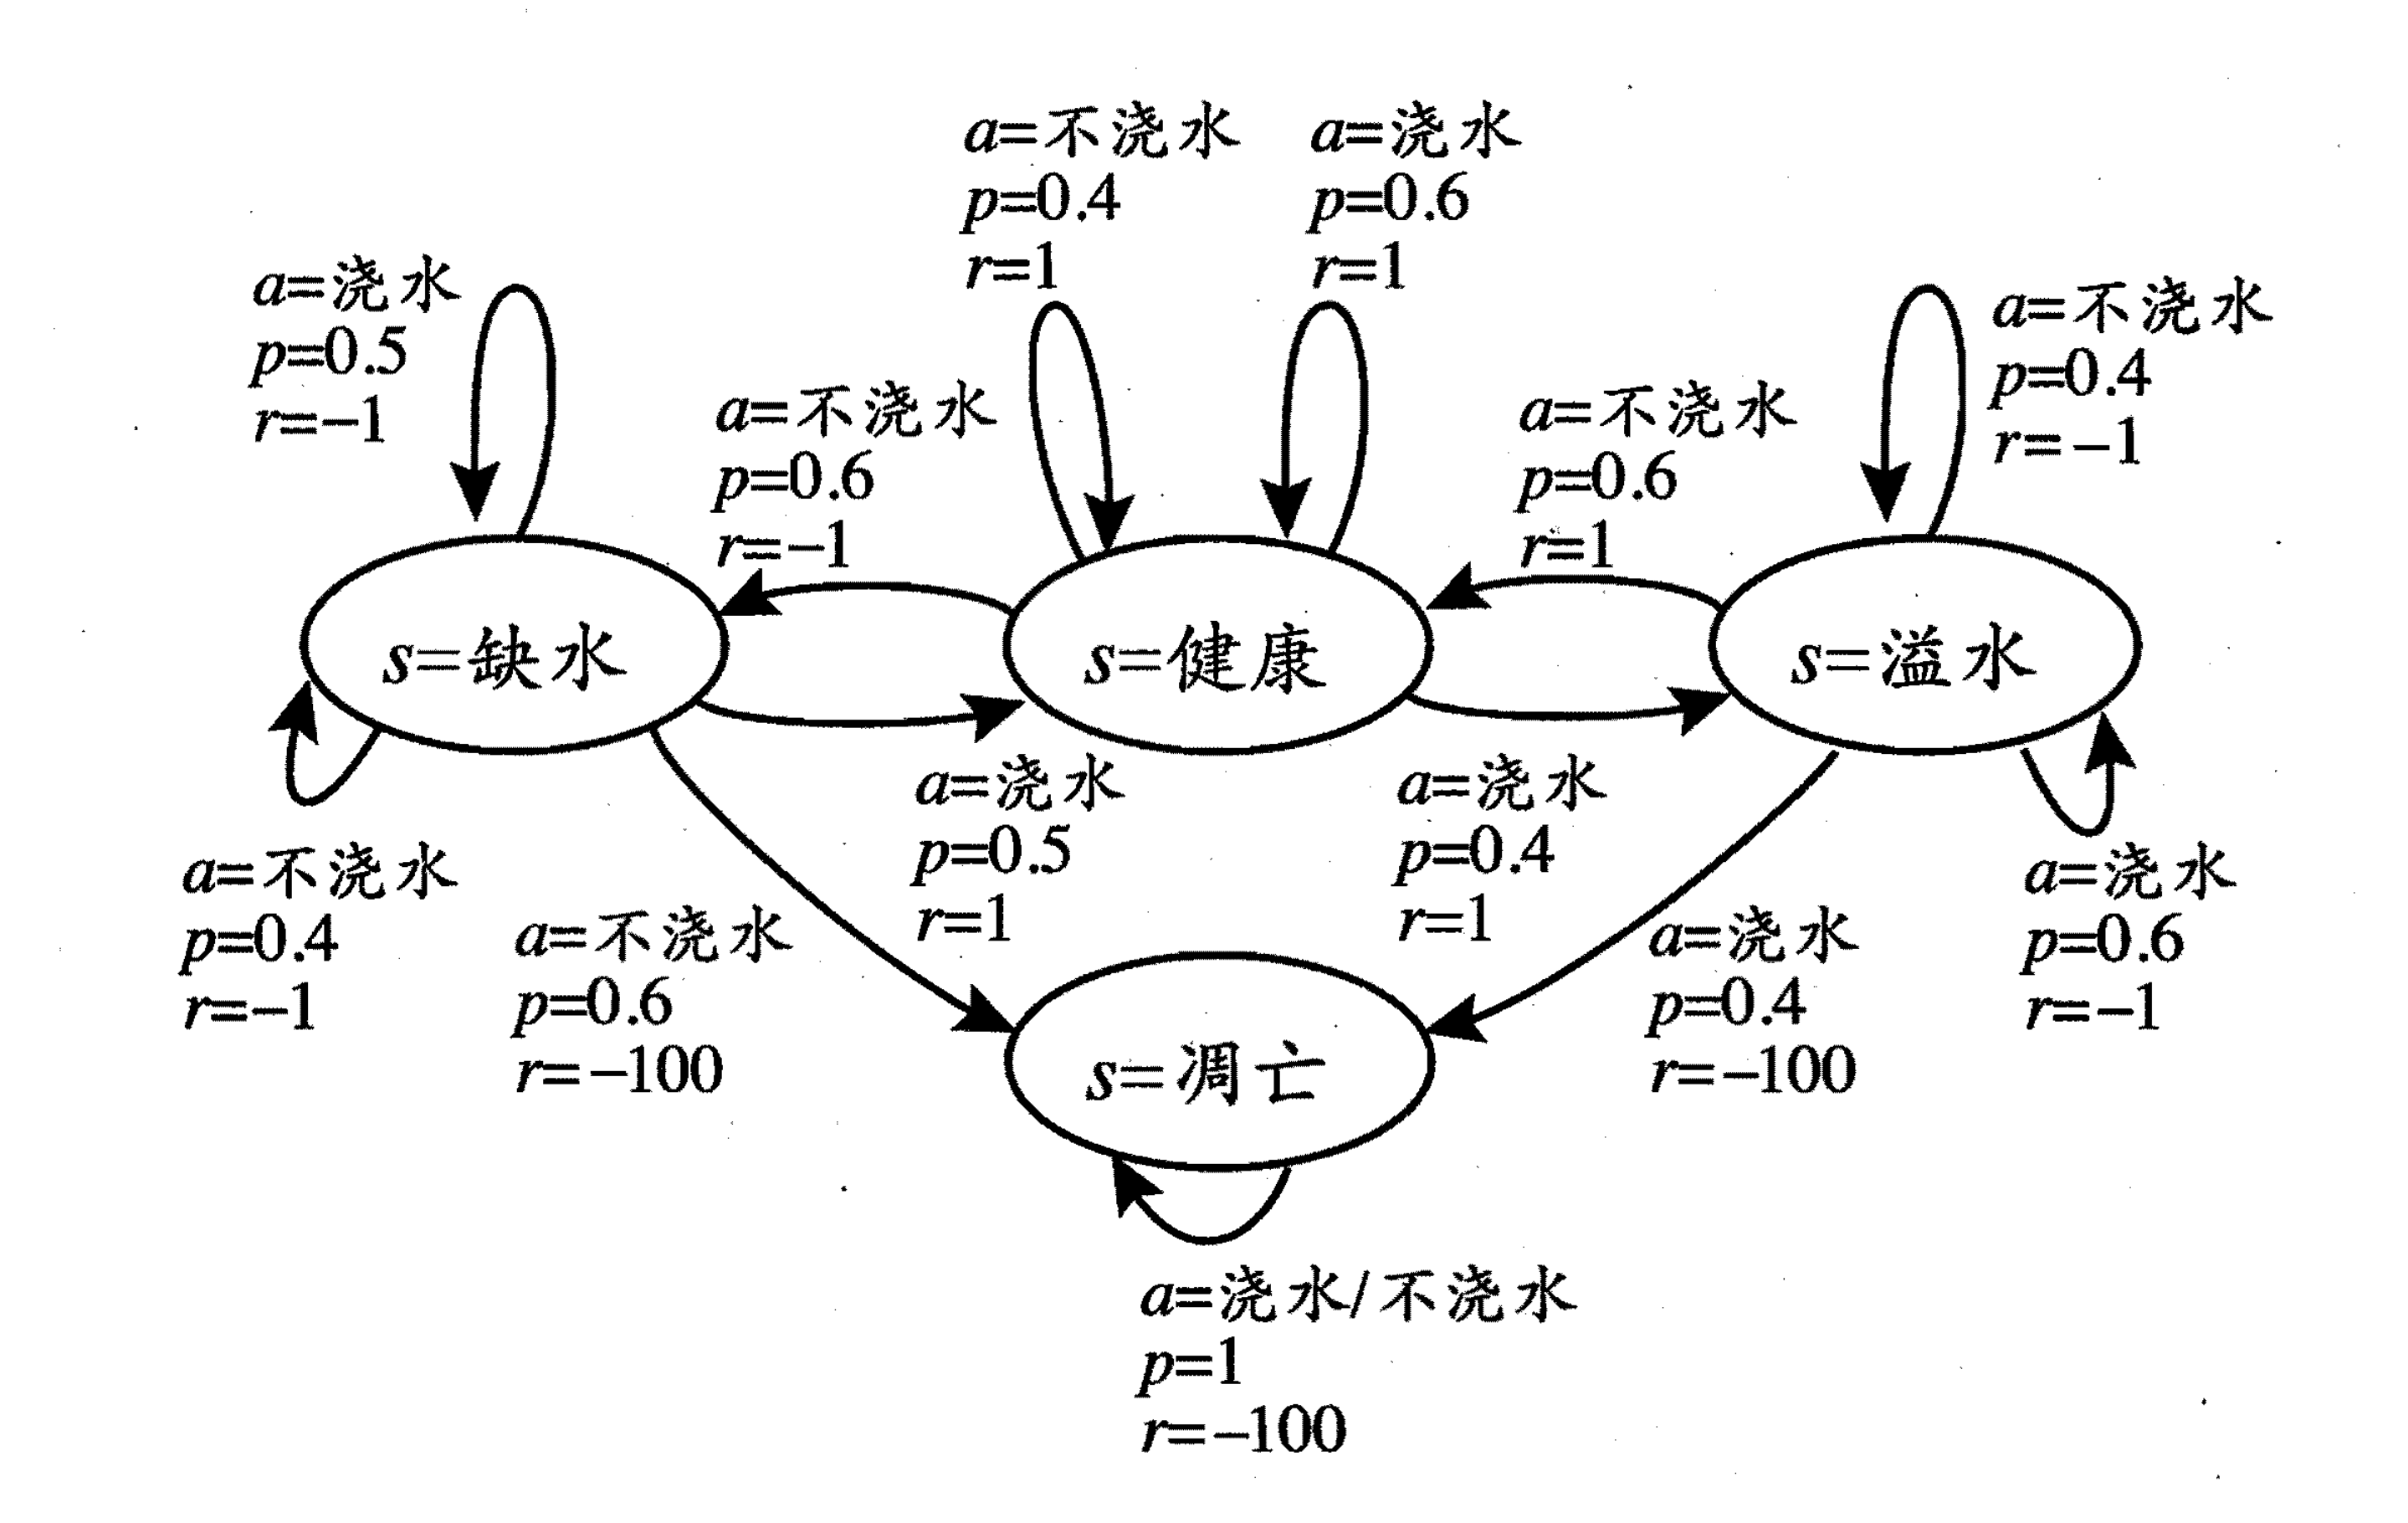 a=不浇水
p=0.4
r=1
a=浇水
p=0.6
r=1
a=浇水
p=0.5
r=-1
a=不浇水
p=0.6
r=-1
a=不浇水
p=0.6
r=1
a=不浇水
p=0.4
r=-1
s=缺水
s=健康
s=溢水
a=不浇水
p=0.4
r=-1
a=不浇水
p=0.6
r=-100
a=浇水
p=0.5
r=1
a=浇水
p=0.4
r=1
a=浇水
p=0.4
r=-100
a=浇水
p=0.6
r=-1
s=凋亡
a=浇水/不浇水
p=1
r=-100